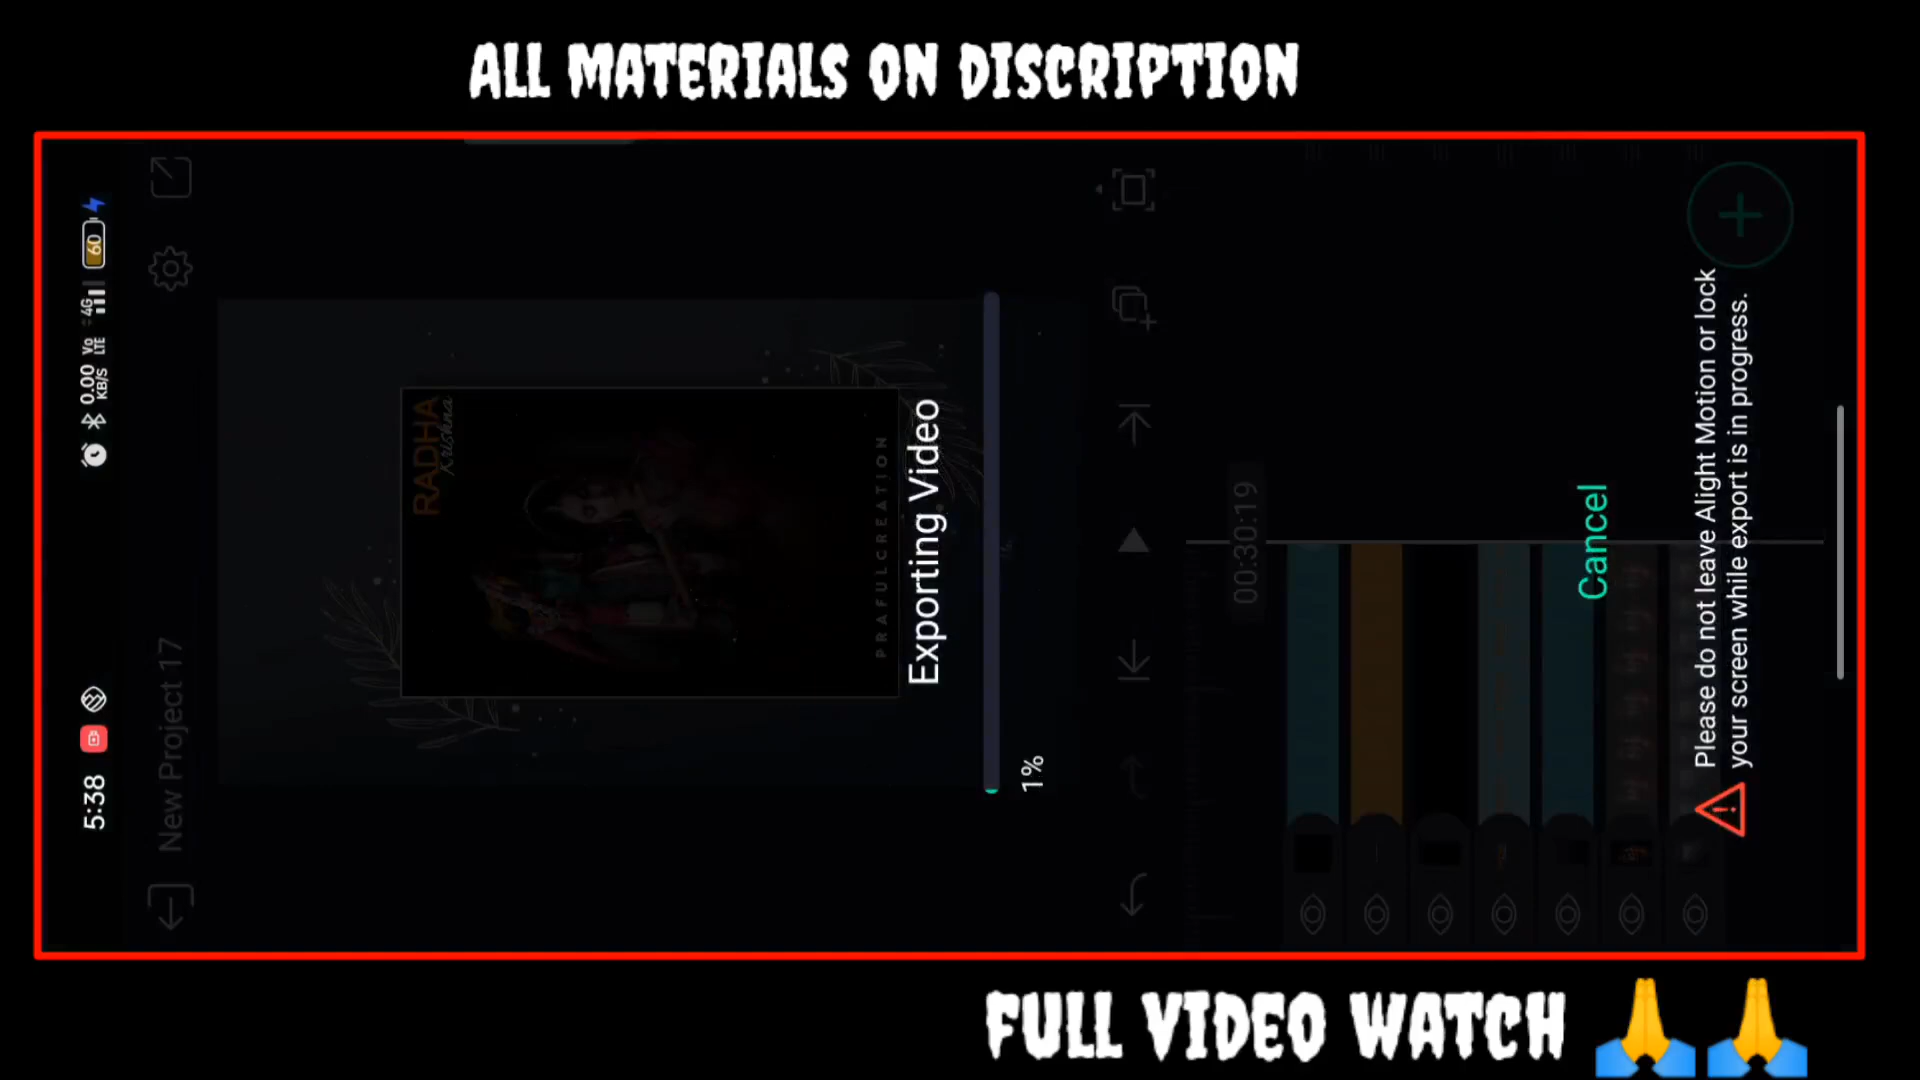 ALL MATERIALS ON DISCRIPTION
5:38
0.00
KB/S
Vo
LTE
4G
60
New Project 17
RADHA
Krishna
PRAFULCREATION
Exporting Video
1%
00:30:19
Cancel
Please do not leave Alight Motion or lock
your screen while export is in progress.
FULL VIDEO WATCH 🙏 🙏